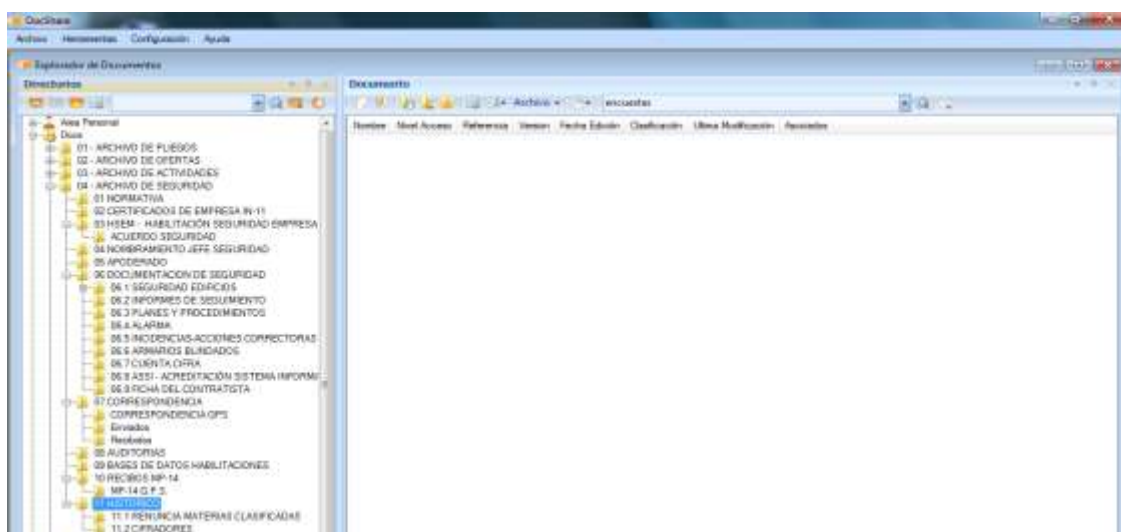 DocShare
Archivo Herramientas Configuración Ayuda
Explorador de Documentos
Directorios
Documento
Archivo encuestas
Nombre Nivel Acceso Referencia Version Fecha Edición Clasificación Ultima Modificación Asociados
Area Personal
Docs
01 - ARCHIVO DE PLIEGOS
02 - ARCHIVO DE OFERTAS
03 - ARCHIVO DE ACTIVIDADES
04 - ARCHIVO DE SEGURIDAD
01 NORMATIVA
02 CERTIFICADOS DE EMPRESA IN-11
03 HSEM - HABILITACIÓN SEGURIDAD EMPRESA
ACUERDO SEGURIDAD
04 NOMBRAMIENTO JEFE SEGURIDAD
05 APODERADO
06 DOCUMENTACION DE SEGURIDAD
06.1 SEGURIDAD EDIFICIOS
06.2 INFORMES DE SEGUIMIENTO
06.3 PLANES Y PROCEDIMIENTOS
06.4 ALARMA
06.5 INCIDENCIAS-ACCIONES CORRECTORAS
06.6 ARMARIOS BLINDADOS
06.7 CUENTA CIFRA
06.8 ASSI - ACREDITACIÓN SISTEMA INFORM
06.9 FICHA DEL CONTRATISTA
07 CORRESPONDENCIA
CORRESPONDENCIA OPS
Enviados
Recibidos
08 AUDITORIAS
09 BASES DE DATOS HABILITACIONES
10 RECIBOS MP-14
MP-14 G.P.S.
11 HISTORICO
11.1 RENUNCIA MATERIAS CLASIFICADAS
11.2 CIFRADORES